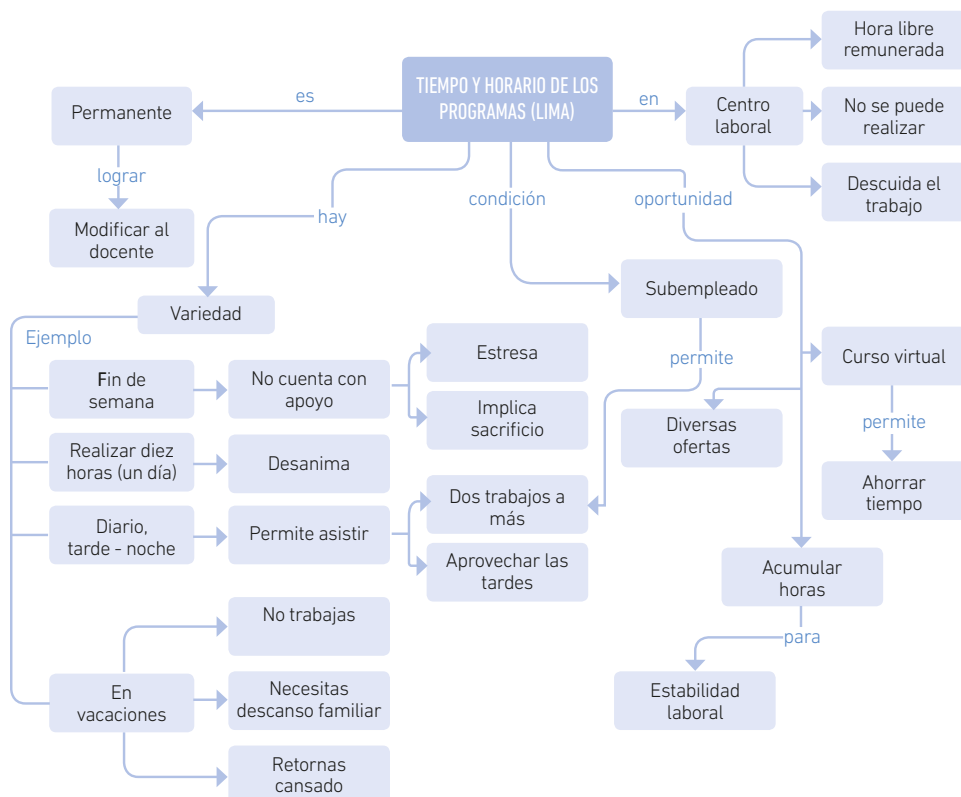 Hora libre
remunerada
TIEMPO Y HORARIO DE LOS
PROGRAMAS (LIMA)
es
en
Permanente
Centro
laboral
No se puede
realizar
lograr
condición
oportunidad
Descuida el
trabajo
hay
Modificar al
docente
Subempleado
Variedad
Ejemplo
Estresa
permite
Curso virtual
Fin de
semana
No cuenta con
apoyo
Implica
sacrificio
Diversas
ofertas
permite
Realizar diez
horas (un día)
Desanima
Dos trabajos a
más
Ahorrar
tiempo
Diario,
tarde - noche
Permite asistir
Aprovechar las
tardes
Acumular
horas
No trabajas
para
En
vacaciones
Necesitas
descanso familiar
Estabilidad
laboral
Retornas
cansado